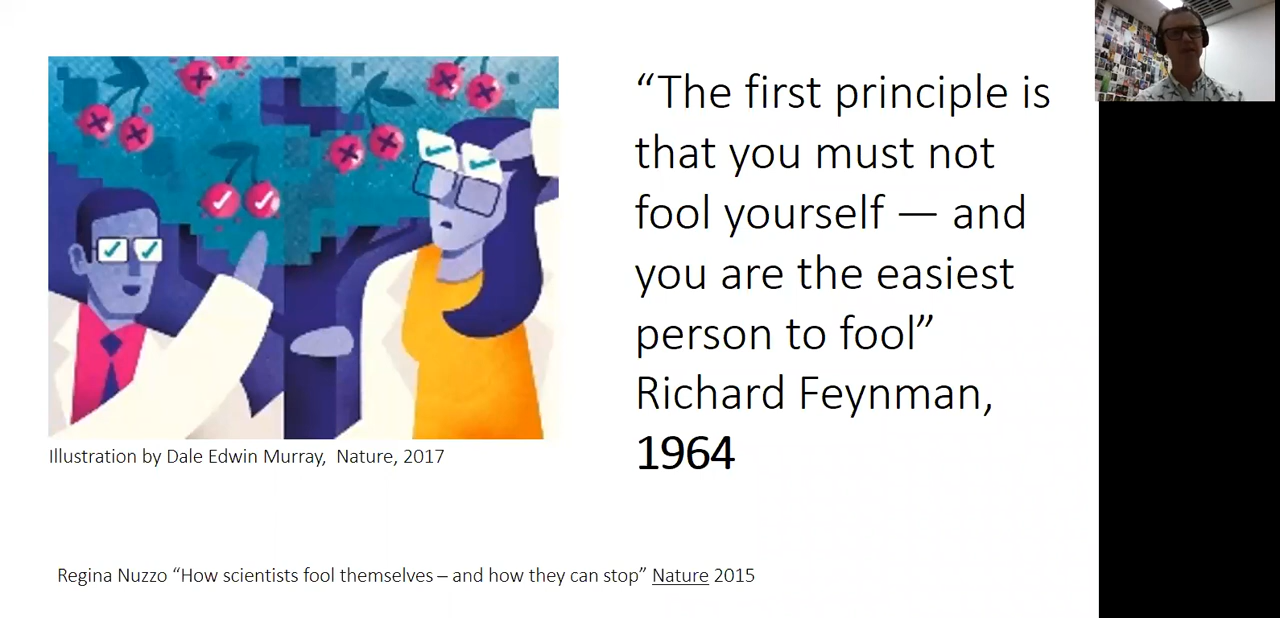 “The first principle is
that you must not
fool yourself — and
you are the easiest
person to fool”
Richard Feynman,
1964
Illustration by Dale Edwin Murray,  Nature, 2017
Regina Nuzzo “How scientists fool themselves – and how they can stop” Nature 2015